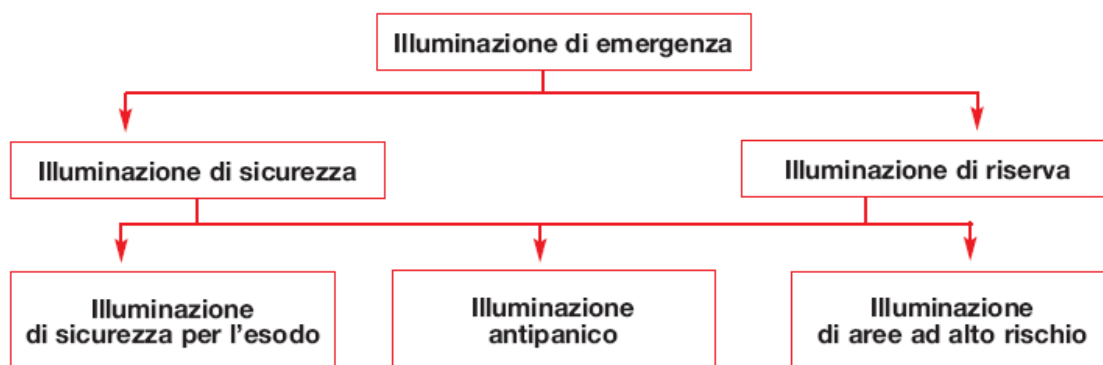 Illuminazione di emergenza
Illuminazione di sicurezza
Illuminazione di riserva
Illuminazione
di sicurezza per l'esodo
Illuminazione
antipanico
Illuminazione
di aree ad alto rischio